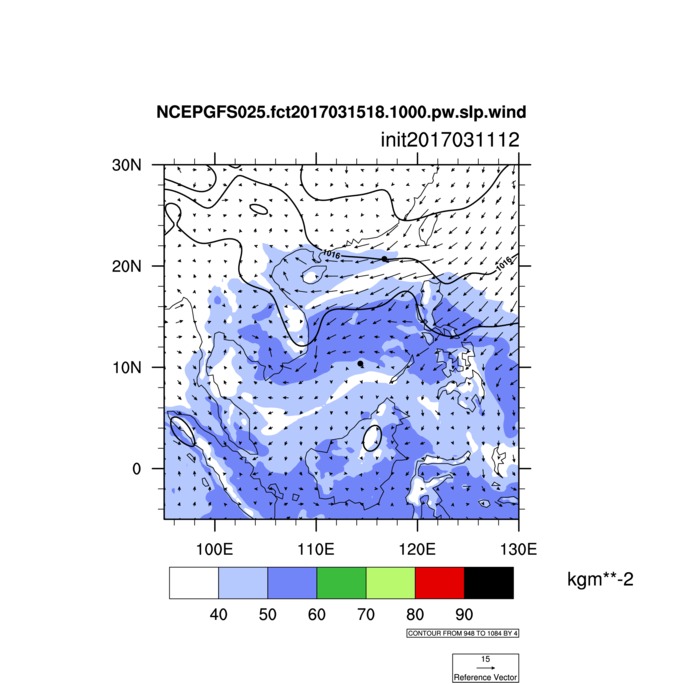 NCEPGFS025.fct2017031518.1000.pw.slp.wind
init2017031112
30N
20N
10N
0
1016
1016
100E 110E 120E 130E
kgm**-2
40 50 60 70 80 90
CONTOUR FROM 948 TO 1084 BY 4
15
Reference Vector